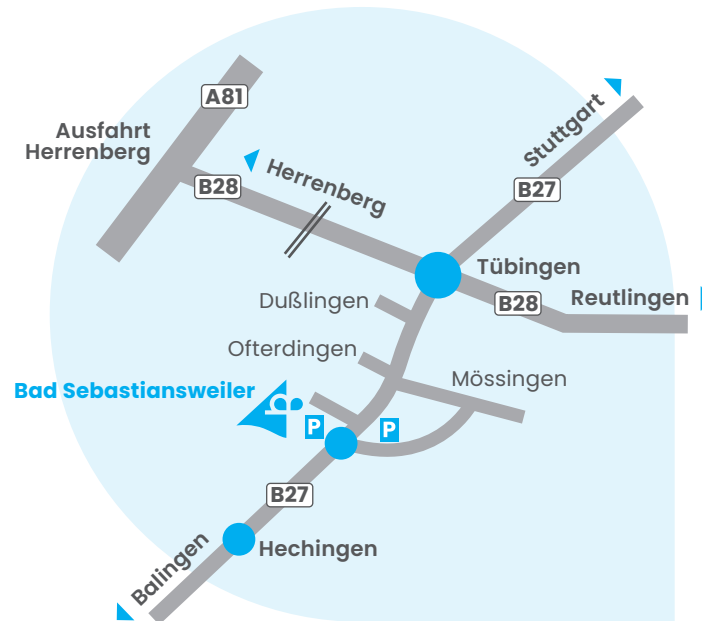 A81
Ausfahrt
Herrenberg
Stuttgart
Herrenberg
B28
B27
Tübingen
B28
Reutlingen
Dußlingen
Ofterdingen
Mössingen
Bad Sebastiansweiler
P
P
B27
Hechingen
Balingen